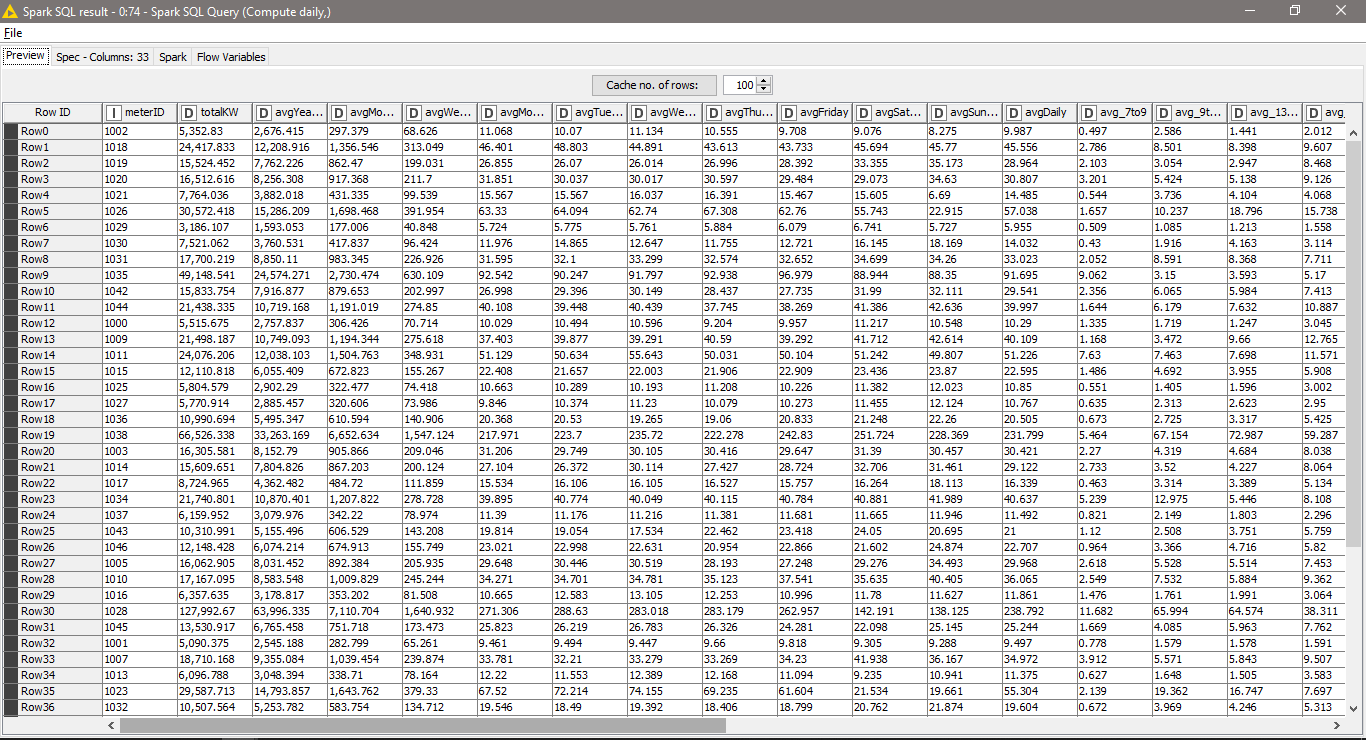 Spark SQL result - 0:74 - Spark SQL Query (Compute daily,)
File
Preview Spec - Columns: 33 Spark Flow Variables
Cache no. of rows: 100
Row ID I meterID D totalKW D avgYea... D avgMo... D avgWe... D avgMo... D avgTue... D avgWe... D avgThu... D avgFriday D avgSat... D avgSun... D avgDaily D avg_7to9 D avg_9t... D avg_13... D avg_
Row0 1002 5,352.83 2,676.415 297.379 68.626 11.068 10.07 11.134 10.555 9.708 9.076 8.275 9.987 0.497 2.586 1.441 2.012
Row1 1018 24,417.833 12,208.916 1,356.546 313.049 46.401 48.803 44.891 43.613 43.733 45.694 45.77 45.556 2.786 8.501 8.398 9.607
Row2 1019 15,524.452 7,762.226 862.47 199.031 26.855 26.07 26.014 26.996 28.392 33.355 35.173 28.964 2.103 3.054 2.947 8.468
Row3 1020 16,512.616 8,256.308 917.368 211.7 31.851 30.037 30.017 30.597 29.484 29.073 34.63 30.807 3.201 5.424 5.138 9.126
Row4 1021 7,764.036 3,882.018 431.335 99.539 15.567 15.567 16.037 16.391 15.467 15.605 6.69 14.485 0.544 3.736 4.104 4.068
Row5 1026 30,572.418 15,286.209 1,698.468 391.954 63.33 64.094 62.74 67.308 62.76 55.743 22.915 57.038 1.657 10.237 18.796 15.738
Row6 1029 3,186.107 1,593.053 177.006 40.848 5.724 5.775 5.761 5.884 6.079 6.741 5.727 5.955 0.509 1.085 1.213 1.558
Row7 1030 7,521.062 3,760.531 417.837 96.424 11.976 14.865 12.647 11.755 12.721 16.145 18.169 14.032 0.43 1.916 4.163 3.114
Row8 1031 17,700.219 8,850.11 983.345 226.926 31.595 32.1 33.299 32.574 32.652 34.699 34.26 33.023 2.052 8.591 8.368 7.711
Row9 1035 49,148.541 24,574.271 2,730.474 630.109 92.542 90.247 91.797 92.938 96.979 88.944 88.35 91.695 9.062 3.15 3.593 5.17
Row10 1042 15,833.754 7,916.877 879.653 202.997 26.998 29.396 30.149 28.437 27.735 31.99 32.111 29.541 2.356 6.065 5.984 7.413
Row11 1044 21,438.335 10,719.168 1,191.019 274.85 40.108 39.448 40.439 37.745 38.269 41.386 42.636 39.997 1.644 6.179 7.632 10.887
Row12 1000 5,515.675 2,757.837 306.426 70.714 10.029 10.494 10.596 9.204 9.957 11.217 10.548 10.29 1.335 1.719 1.247 3.045
Row13 1009 21,498.187 10,749.093 1,194.344 275.618 37.403 39.877 39.291 40.59 39.292 41.712 42.614 40.109 1.168 3.472 9.66 12.765
Row14 1011 24,076.206 12,038.103 1,504.763 348.931 51.129 50.634 55.643 50.031 50.104 51.242 49.807 51.226 7.63 7.463 7.698 11.571
Row15 1015 12,110.818 6,055.409 672.823 155.267 22.408 21.657 22.003 21.906 22.909 23.436 23.87 22.595 1.486 4.692 3.955 5.908
Row16 1025 5,804.579 2,902.29 322.477 74.418 10.663 10.289 10.193 11.208 10.226 11.382 12.023 10.85 0.551 1.405 1.596 3.002
Row17 1027 5,770.914 2,885.457 320.606 73.986 9.846 10.374 11.23 10.079 10.273 11.455 12.124 10.767 0.635 2.313 2.623 2.95
Row18 1036 10,990.694 5,495.347 610.594 140.906 20.368 20.53 19.265 19.06 20.833 21.248 22.26 20.505 0.673 2.725 3.317 5.425
Row19 1038 66,526.338 33,263.169 6,652.634 1,547.124 217.971 223.7 235.72 222.278 242.83 251.724 228.369 231.799 5.464 67.154 72.987 59.287
Row20 1003 16,305.581 8,152.79 905.866 209.046 31.206 29.749 30.105 30.416 29.647 31.39 30.457 30.421 2.27 4.319 4.684 8.038
Row21 1014 15,609.651 7,804.826 867.203 200.124 27.104 26.372 30.114 27.427 28.724 32.706 31.461 29.122 2.733 3.52 4.227 8.064
Row22 1017 8,724.965 4,362.482 484.72 111.859 15.534 16.106 16.105 16.527 15.757 16.264 18.113 16.339 0.463 3.314 3.389 5.134
Row23 1034 21,740.801 10,870.401 1,207.822 278.728 39.895 40.774 40.049 40.115 40.784 40.881 41.989 40.637 5.239 12.975 5.446 8.108
Row24 1037 6,159.952 3,079.976 342.22 78.974 11.39 11.176 11.216 11.381 11.681 11.665 11.946 11.492 0.821 2.149 1.803 2.296
Row25 1043 10,310.991 5,155.496 606.529 143.208 19.814 19.054 17.534 22.462 23.418 24.05 20.695 21 1.12 2.508 3.751 5.759
Row26 1046 12,148.428 6,074.214 674.913 155.749 23.021 22.998 22.631 20.954 22.866 21.602 24.874 22.707 0.964 3.366 4.716 5.82
Row27 1005 16,062.905 8,031.452 892.384 205.935 29.648 30.446 30.519 28.193 27.248 29.276 34.493 29.968 2.618 5.528 5.514 7.453
Row28 1010 17,167.095 8,583.548 1,009.829 245.244 34.271 34.701 34.781 35.123 37.541 35.635 40.405 36.065 2.549 7.532 5.884 9.362
Row29 1016 6,357.635 3,178.817 353.202 81.508 10.665 12.583 13.105 12.253 10.996 11.78 11.627 11.861 1.476 1.761 1.991 3.064
Row30 1028 127,992.67 63,996.335 7,110.704 1,640.932 271.306 288.63 283.018 283.179 262.957 142.191 138.125 238.792 11.682 65.994 64.574 38.311
Row31 1045 13,530.917 6,765.458 751.718 173.473 25.823 26.219 26.783 26.326 24.281 22.098 25.145 25.244 1.669 4.085 5.963 7.762
Row32 1001 5,090.375 2,545.188 282.799 65.261 9.461 9.494 9.447 9.66 9.818 9.305 9.288 9.497 0.778 1.579 1.578 1.591
Row33 1007 18,710.168 9,355.084 1,039.454 239.874 33.781 32.21 33.279 33.269 34.23 41.938 36.167 34.972 3.912 5.571 5.843 9.507
Row34 1013 6,096.788 3,048.394 338.71 78.164 12.22 11.553 12.389 12.168 11.094 9.235 10.941 11.375 0.627 1.648 1.505 3.583
Row35 1023 29,587.713 14,793.857 1,643.762 379.33 67.52 72.214 74.155 69.235 61.604 21.534 19.661 55.304 2.139 19.362 16.747 7.697
Row36 1032 10,507.564 5,253.782 583.754 134.712 19.546 18.49 19.392 18.406 18.799 20.762 21.874 19.604 0.672 3.969 4.246 5.313